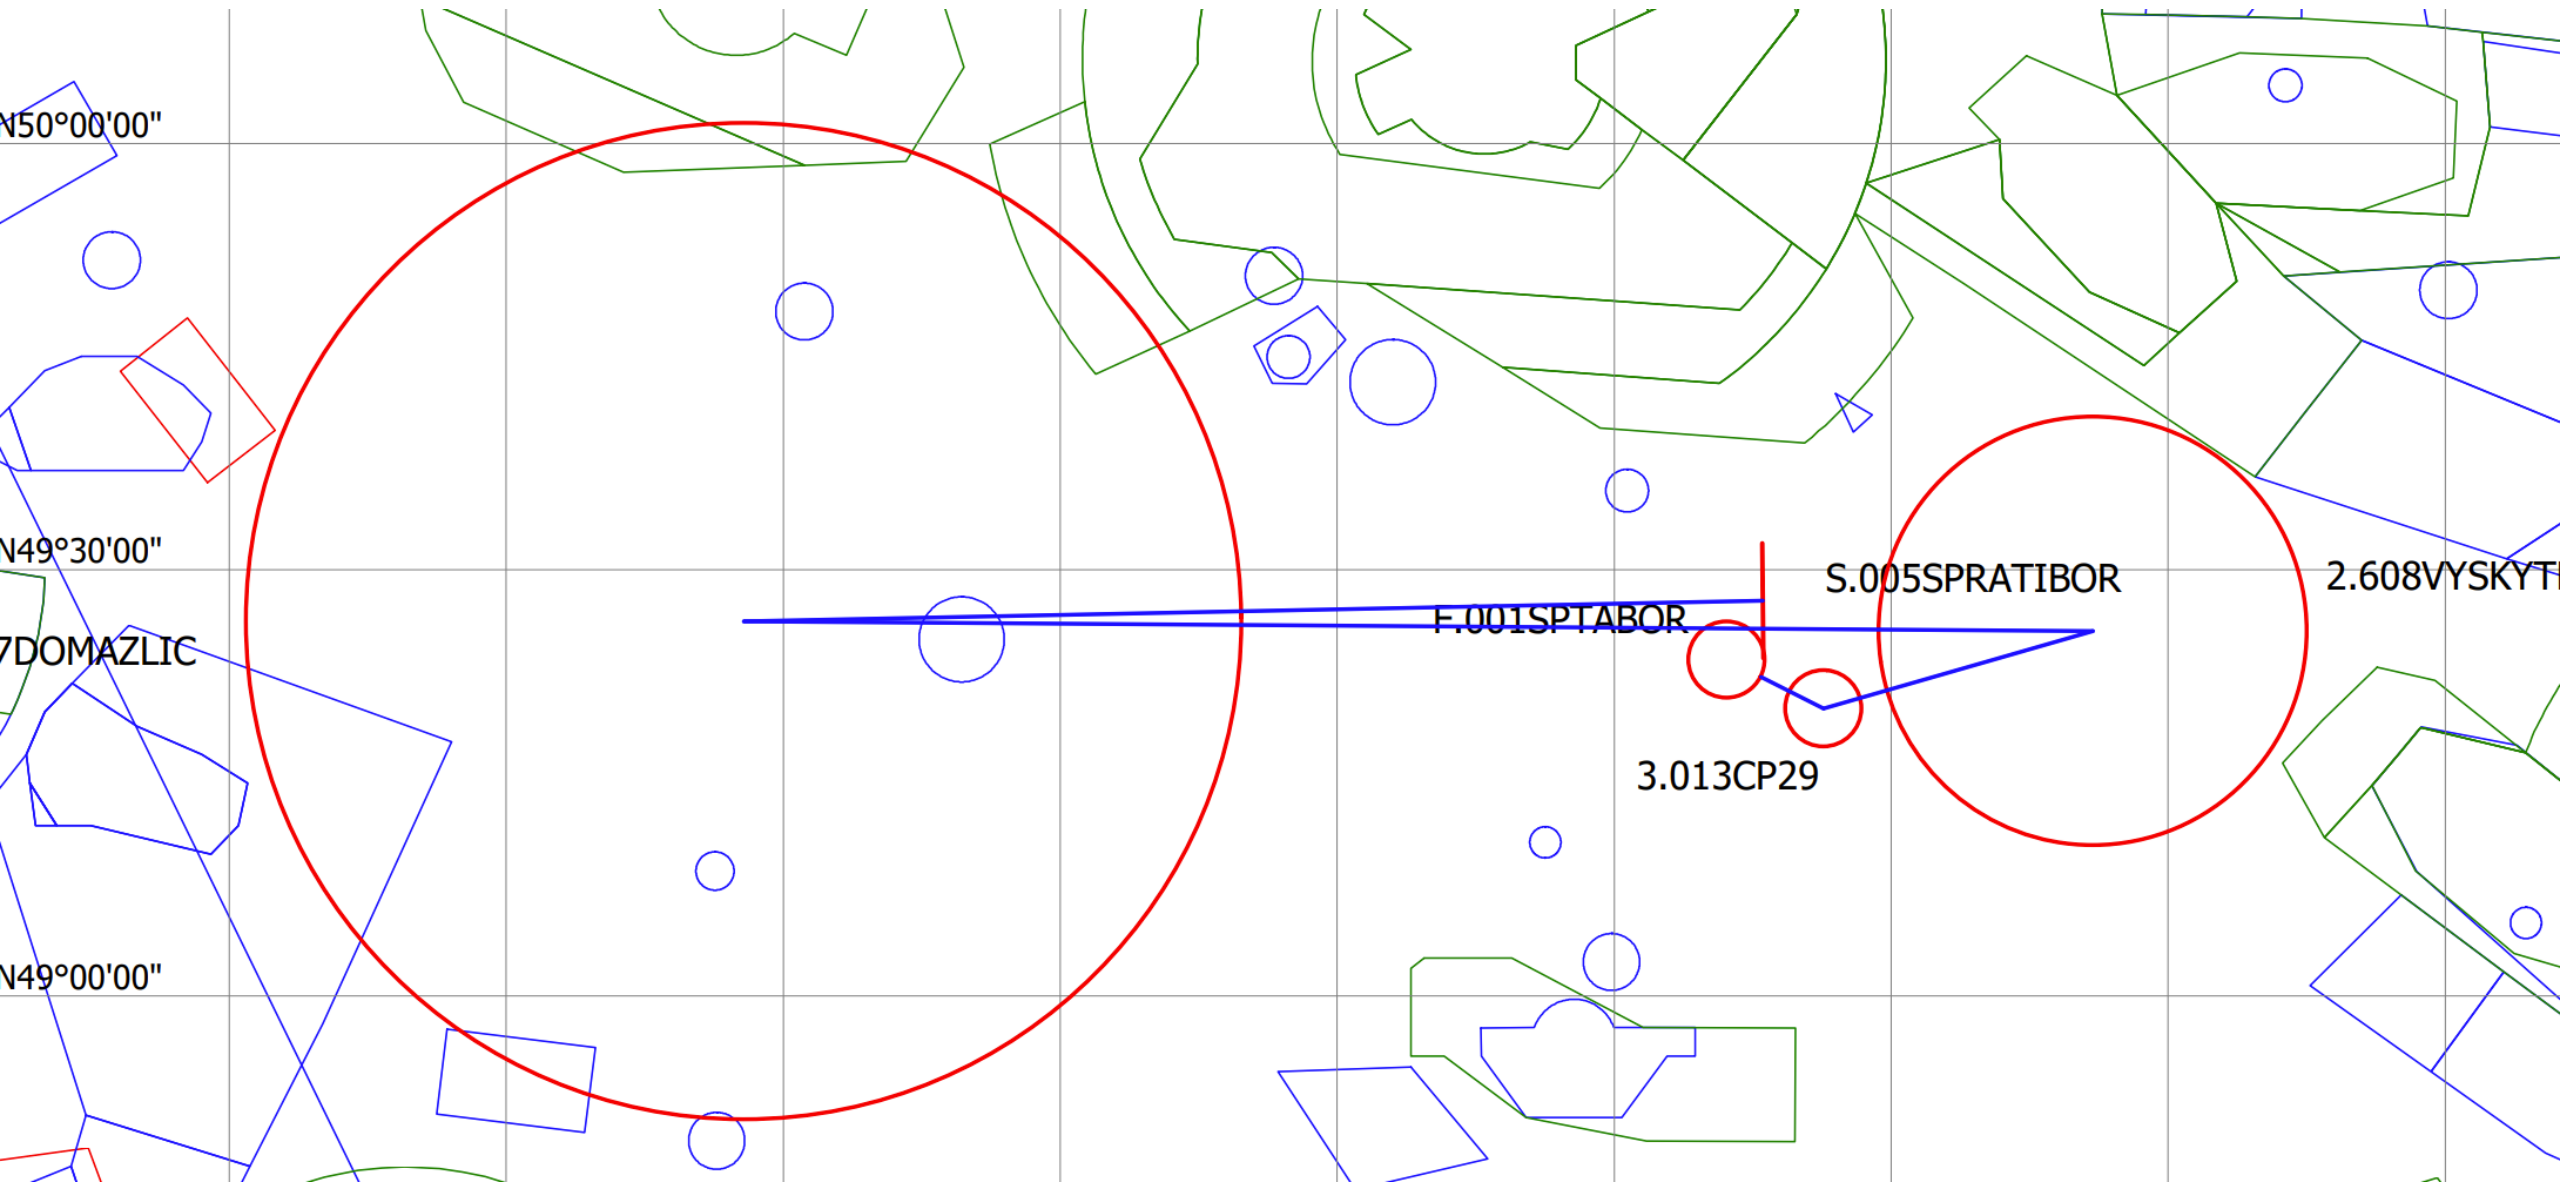 N50°00'00"
N49°30'00"
S.005SPRATIBOR
2.608VYSKYT
F.001SPTABOR
7DOMAZLIC
3.013CP29
N49°00'00"